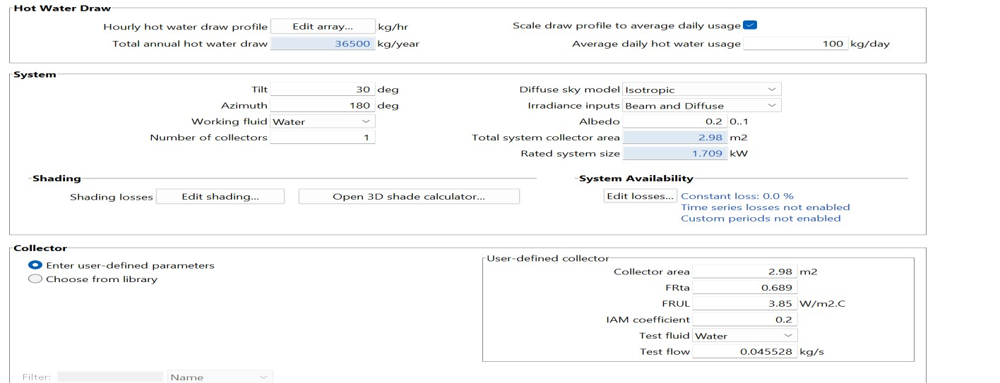 Hot Water Draw
Hourly hot water draw profile Edit array... kg/hr Scale draw profile to average daily usage
Total annual hot water draw 36500 kg/year Average daily hot water usage 100 kg/day
System
Tilt 30 deg Diffuse sky model Isotropic
Azimuth 180 deg Irradiance inputs Beam and Diffuse
Working fluid Water Albedo 0.2 0..1
Number of collectors 1 Total system collector area 2.98 m2
Rated system size 1.709 kW
Shading System Availability
Shading losses Edit shading... Open 3D shade calculator... Edit losses... Constant loss: 0.0 %
Time series losses not enabled
Custom periods not enabled
Collector
Enter user-defined parameters
Choose from library
User-defined collector
Collector area 2.98 m2
FRta 0.689
FRUL 3.85 W/m2.C
IAM coefficient 0.2
Test fluid Water
Test flow 0.045528 kg/s
Filter: Name